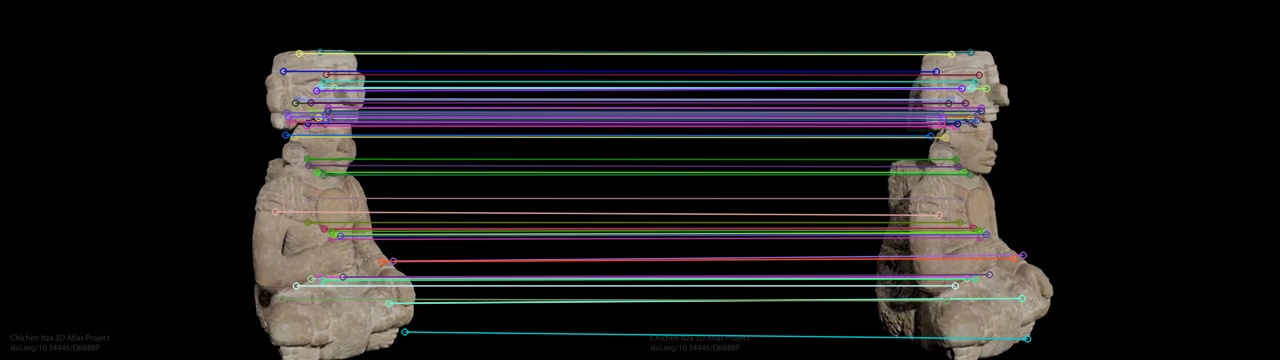 Chichen Itza 3D Atlas Project
doi.org/10.34946/D6B88P
Chichen Itza 3D Atlas Project
doi.org/10.34946/D6B88P